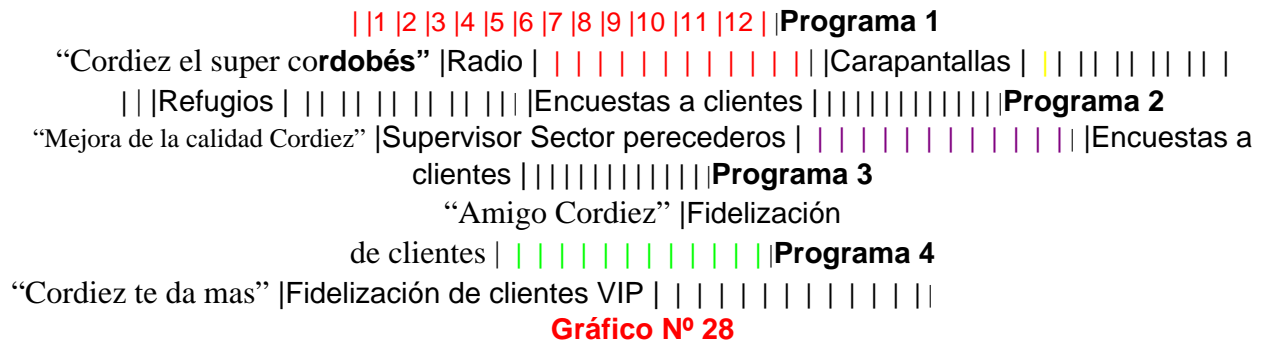 | |1 |2 |3 |4 |5 |6 |7 |8 |9 |10 |11 |12 | |Programa 1
“Cordiez el super cordobés” |Radio | | | | | | | | | | | | | |Carapantallas | | | || || || || |
| | |Refugios | || || || || || ||| |Encuestas a clientes | | | | | | | | | | | | | |Programa 2
“Mejora de la calidad Cordiez” |Supervisor Sector perecederos | | | | | | | | | | | | | |Encuestas a
clientes | | | | | | | | | | | | | |Programa 3
“Amigo Cordiez” |Fidelización
de clientes | | | | | | | | | | | | | |Programa 4
“Cordiez te da mas” |Fidelización de clientes VIP | | | | | | | | | | | | | |
Gráfico Nº 28